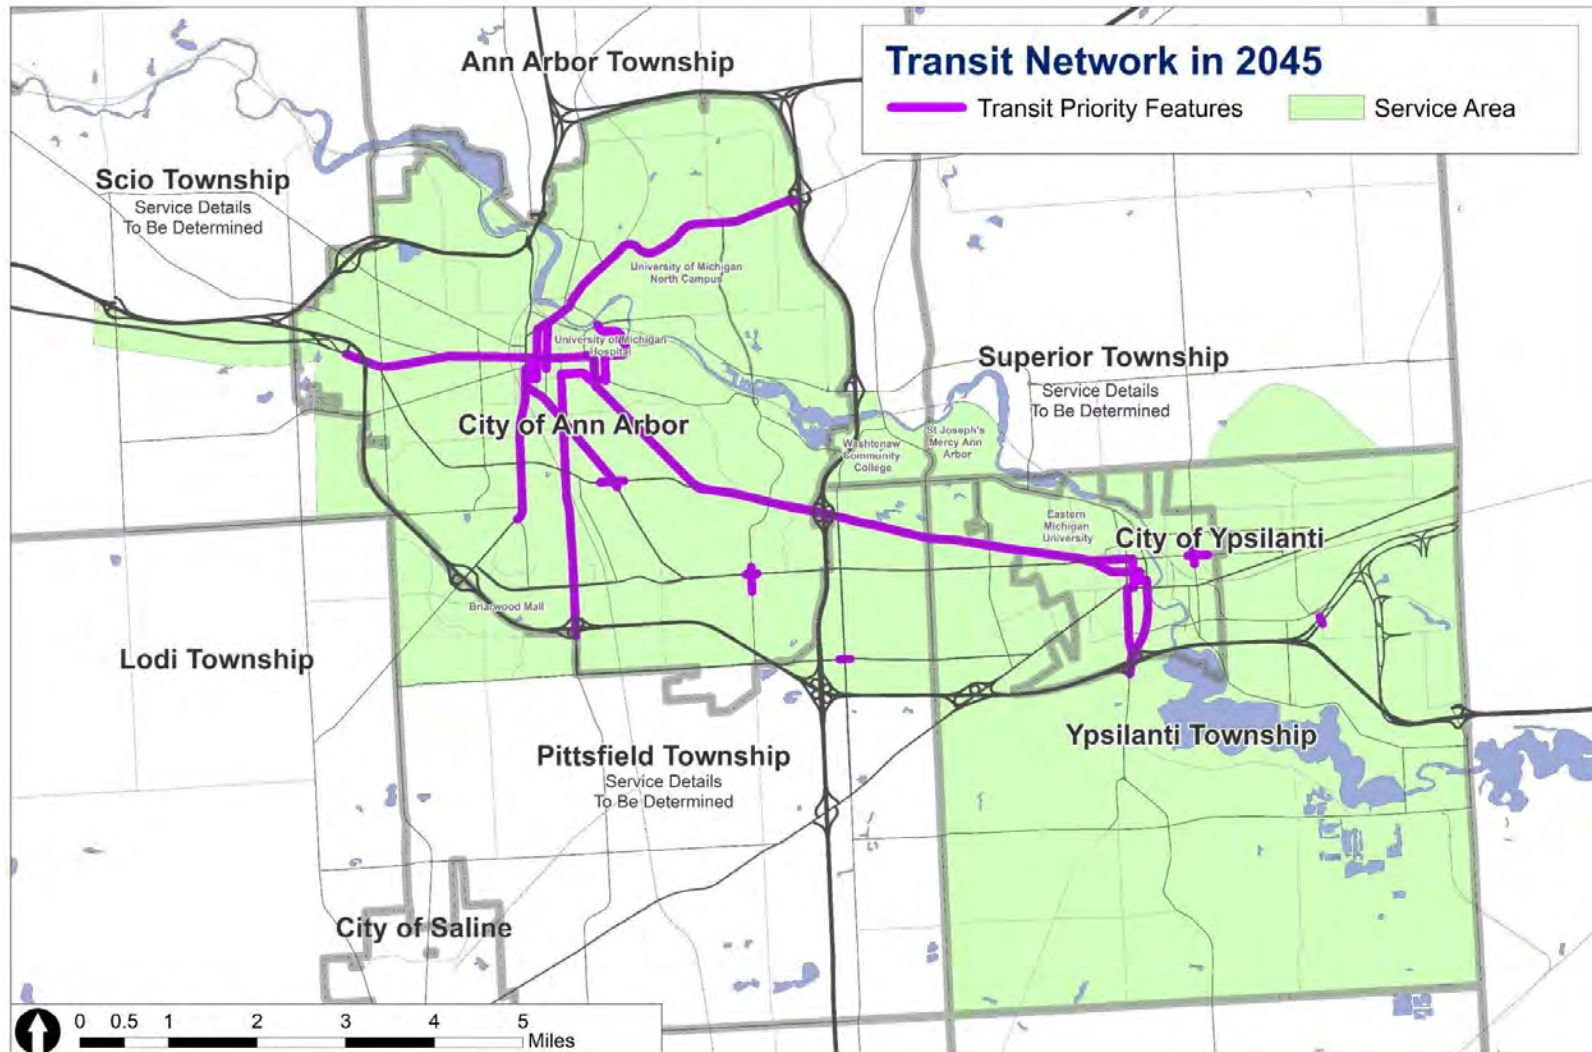 Transit Network in 2045
Transit Priority Features
Service Area
Ann Arbor Township
Scio Township
Service Details
To Be Determined
University of Michigan
North Campus
University of Michigan
Hospital
Superior Township
Service Details
To Be Determined
City of Ann Arbor
Washtenaw
Community
College
St Joseph's
Mercy Ann
Arbor
Eastern
Michigan
University
City of Ypsilanti
Briarwood Mall
Lodi Township
Pittsfield Township
Service Details
To Be Determined
Ypsilanti Township
City of Saline
0 0.5 1 2 3 4 5
Miles